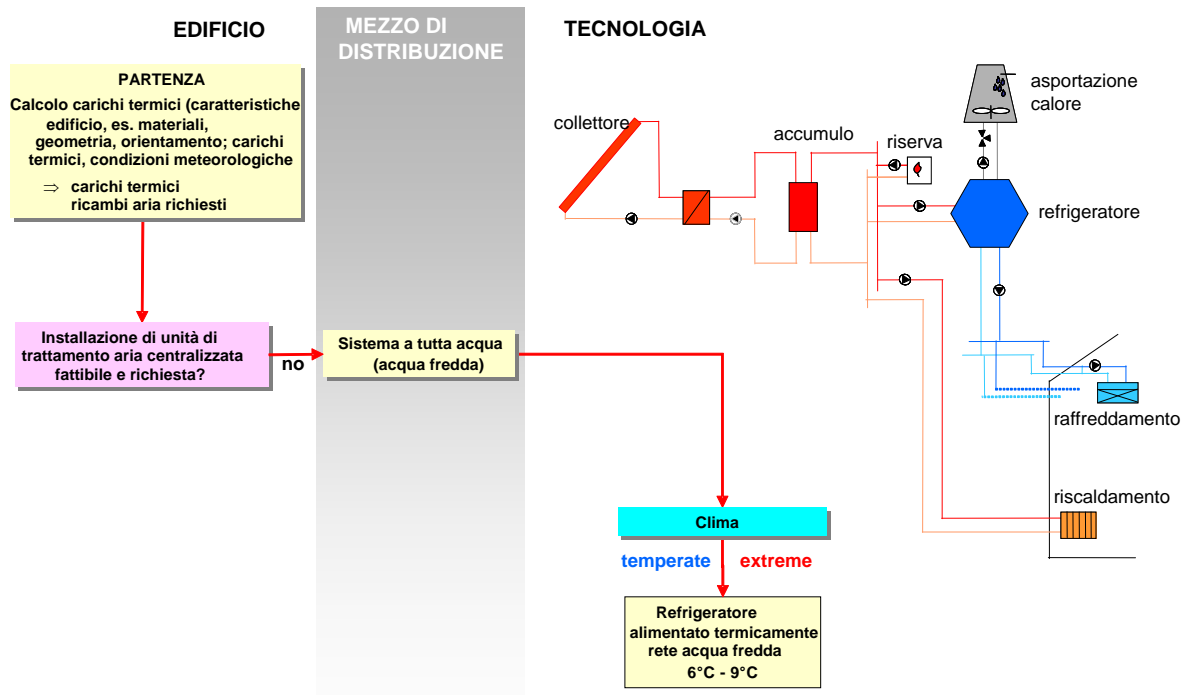 EDIFICIO
MEZZO DI
DISTRIBUZIONE
TECNOLOGIA
PARTENZA
Calcolo carichi termici (caratteristiche
edificio, es. materiali,
geometria, orientamento; carichi
termici, condizioni meteorologiche
⇒ carichi termici
ricambi aria richiesti
Installazione di unità di
trattamento aria centralizzata
fattibile e richiesta?
no
Sistema a tutta acqua
(acqua fredda)
Clima
temperate
extreme
Refrigeratore
alimentato termicamente
rete acqua fredda
6°C - 9°C
collettore
accumulo
riserva
asportazione
calore
refrigeratore
raffreddamento
riscaldamento